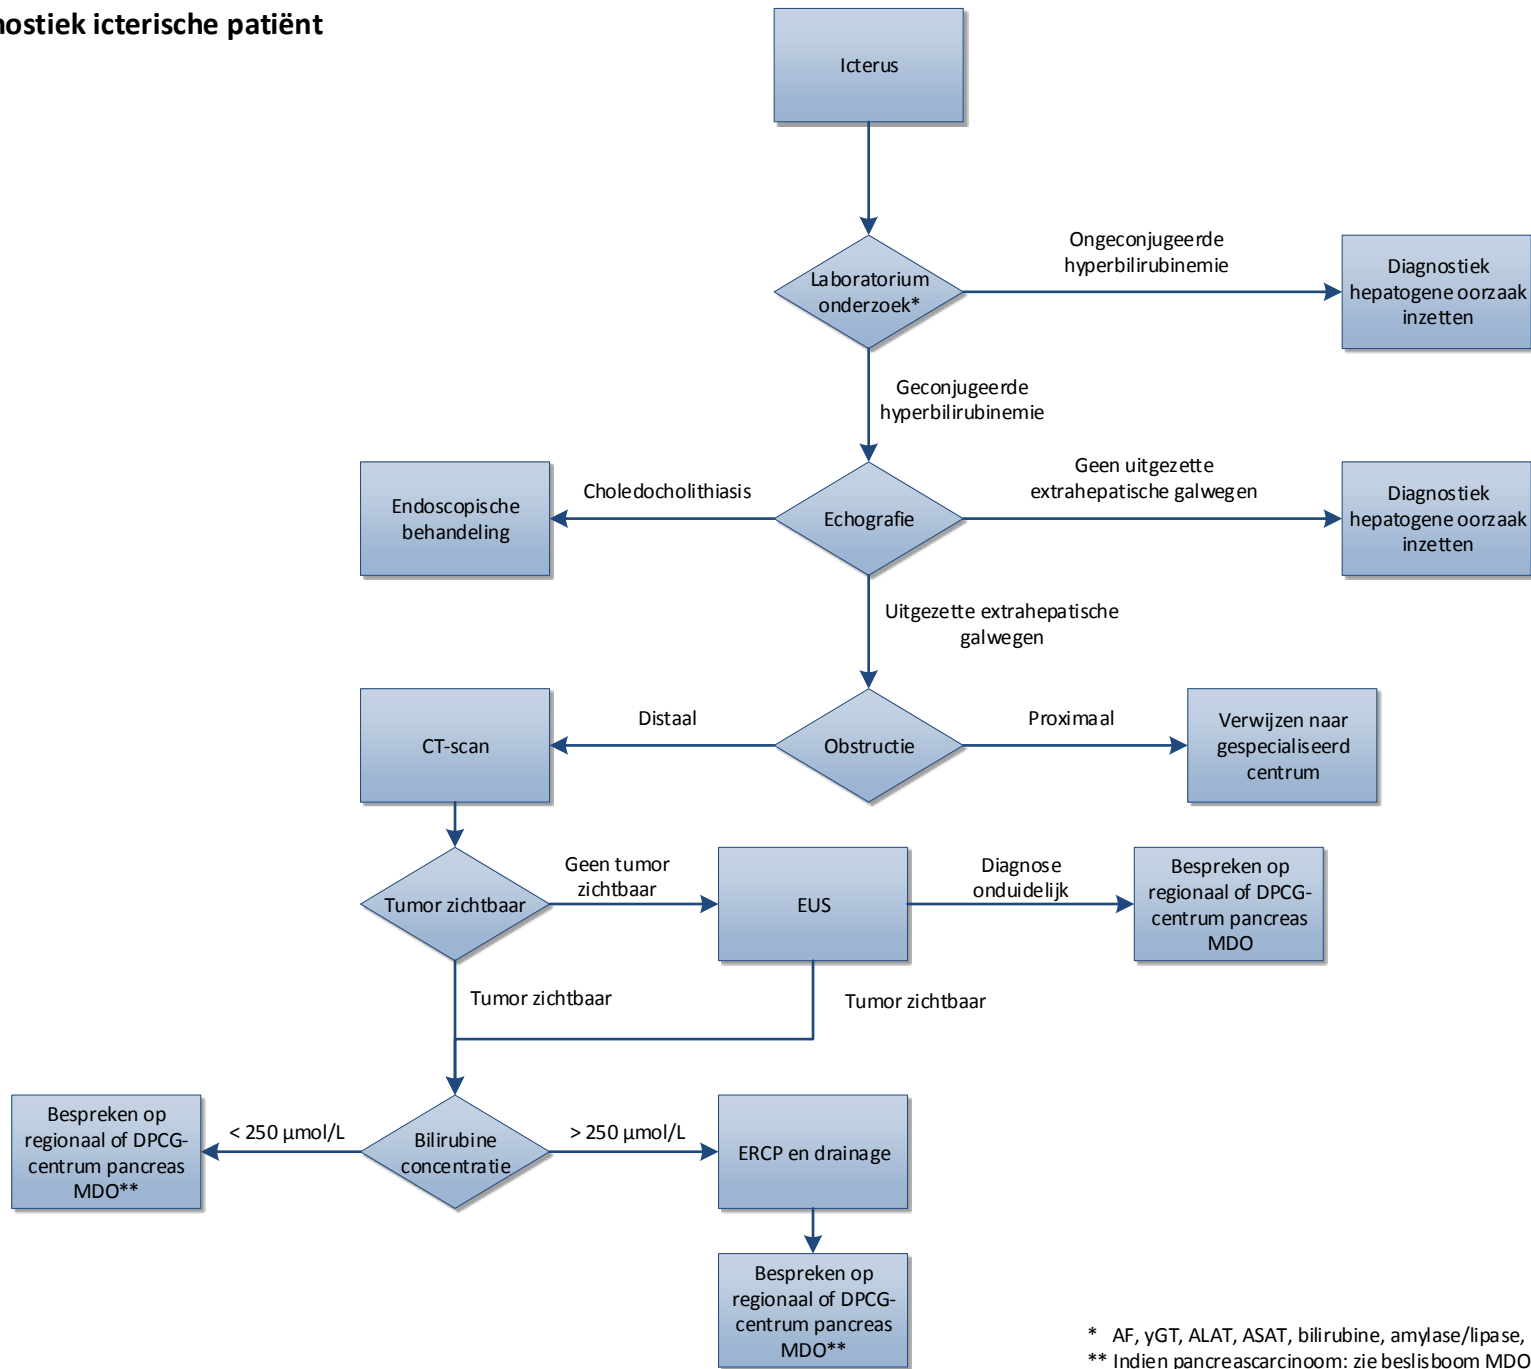 nostiek icterische patiënt
Icterus
Laboratorium
onderzoek*
Ongeconjugeerde
hyperbilirubinemie
Diagnostiek
hepatogene oorzaak
inzetten
Geconjugeerde
hyperbilirubinemie
Endoscopische
behandeling
Choledocholithiasis
Echografie
Geen uitgezette
extrahepatische galwegen
Diagnostiek
hepatogene oorzaak
inzetten
Uitgezette extrahepatische
galwegen
CT-scan
Distaal
Obstructie
Proximaal
Verwijzen naar
gespecialiseerd
centrum
Tumor zichtbaar
Geen tumor
zichtbaar
EUS
Diagnose
onduidelijk
Bespreken op
regionaal of DPCG-
centrum pancreas
MDO
Tumor zichtbaar
Tumor zichtbaar
Bespreken op
regionaal of DPCG-
centrum pancreas
MDO**
< 250 µmol/L
Bilirubine
concentratie
> 250 µmol/L
ERCP en drainage
Bespreken op
regionaal of DPCG-
centrum pancreas
MDO**
* AF, yGT, ALAT, ASAT, bilirubine, amylase/lipase,
** Indien pancreascarcinoom: zie beslisboom MDO